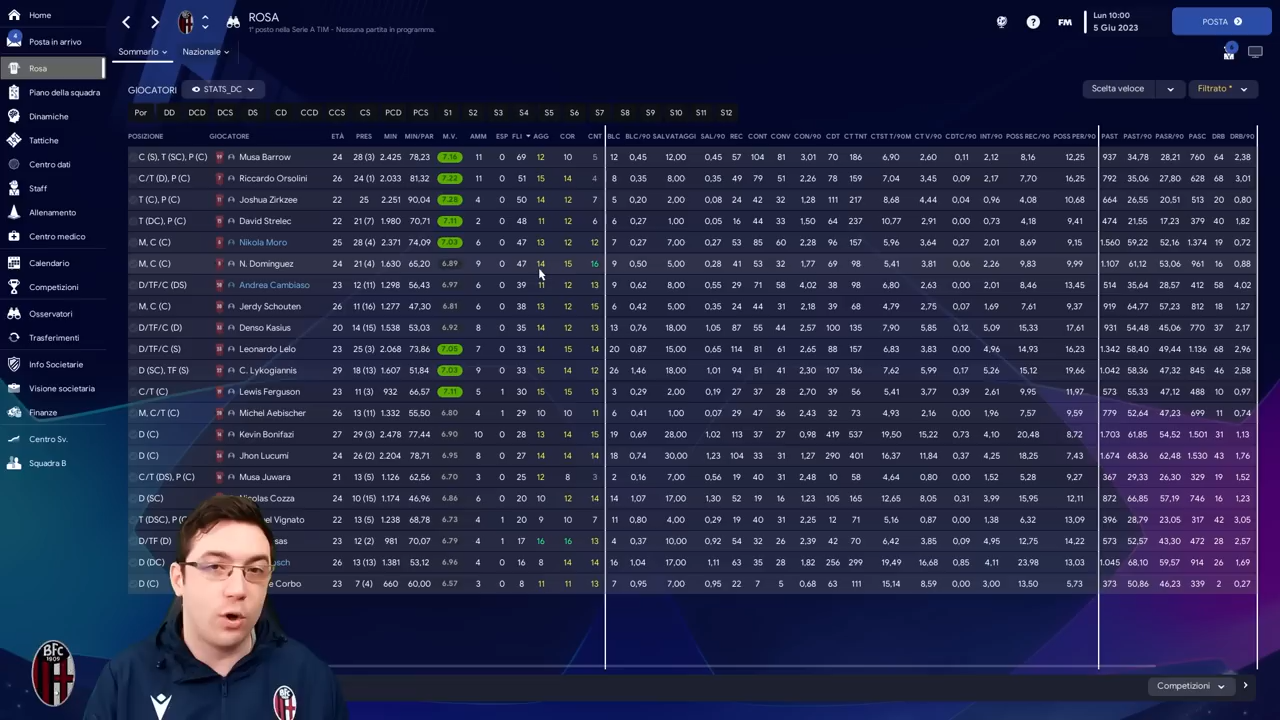 Home
4
Posta in arrivo
Rosa
Piano della squadra
Dinamiche
Tattiche
Centro dati
Staff
Allenamento
Centro medico
Calendario
Competizioni
Osservatori
Trasferimenti
Info Societarie
Visione societaria
Finanze
Centro Sv.
Squadra B
ROSA
1° posto nella Serie A TIM - Nessuna partita in programma.
FM
Lun 10:00
5 Giu 2023
POSTA
Sommario
Nazionale
GIOCATORI STATS_DC
Scelta veloce
Filtrato *
Por DD DCD DCS DS CD CCD CCS CS PCD PCS S1 S2 S3 S4 S5 S6 S7 S8 S9 S10 S11 S12
POSIZIONE GIOCATORE ETÀ PRES MIN MIN/PAR M.V. AMM ESP FLI AGG COR CNT BLC BLC/90 SALVATAGGI SAL/90 REC CONT CONV CON/90 CDT CT TNT CTST T/90M CT V/90 CDTC/90 INT/90 POSS REC/90 POSS PER/90 PAST PAST/90 PASR/90 PASC DRB DRB/90
C (S), T (SC), P (C) Musa Barrow 24 28 (3) 2.425 78,23 7.16 11 0 69 12 10 5 12 0,45 12,00 0,45 57 104 81 3,01 70 186 6,90 2,60 0,11 2,12 8,16 12,25 937 34,78 28,21 760 64 2,38
C/T (D), P (C) Riccardo Orsolini 26 24 (1) 2.033 81,32 7.22 11 0 51 15 14 4 8 0,35 8,00 0,35 49 79 51 2,26 78 159 7,04 3,45 0,09 2,17 7,70 16,25 792 35,06 27,80 628 68 3,01
T (C), P (C) Joshua Zirkzee 22 25 2.251 90,04 7.28 4 0 50 14 12 7 5 0,20 2,00 0,08 24 42 32 1,28 111 217 8,68 4,44 0,04 0,96 4,08 10,68 664 26,55 20,51 513 20 0,80
T (DC), P (C) David Strelec 22 21 (7) 1.980 70,71 7.11 2 0 48 11 12 6 6 0,27 1,00 0,05 16 44 33 1,50 64 237 10,77 2,91 0,00 0,73 4,18 9,41 474 21,55 17,23 379 40 1,82
M, C (C) Nikola Moro 25 28 (4) 2.371 74,09 7.03 6 0 47 13 12 12 7 0,27 7,00 0,27 53 85 60 2,28 96 157 5,96 3,64 0,27 2,01 8,69 9,15 1.560 59,22 52,16 1.374 19 0,72
M, C (C) N. Domínguez 24 21 (4) 1.630 65,20 6.89 9 0 47 14 15 16 9 0,50 5,00 0,28 41 53 32 1,77 69 98 5,41 3,81 0,06 2,26 9,83 9,99 1.107 61,12 53,06 961 16 0,88
D/TF/C (DS) Andrea Cambiaso 23 12 (11) 1.298 56,43 6.97 6 0 39 11 12 13 9 0,62 8,00 0,55 29 71 58 4,02 38 98 6,80 2,63 0,00 2,01 8,46 13,45 514 35,64 27,11 391 58 4,02
M, C (C) Jerdy Schouten 26 11 (16) 1.277 47,30 6.81 6 0 38 13 12 15 6 0,42 5,00 0,35 24 44 31 2,18 39 68 4,79 2,75 0,07 1,69 7,61 9,37 919 64,77 57,23 812 18 1,27
D/TF/C (D) Denso Kasius 20 14 (15) 1.538 53,03 6.92 8 0 35 14 12 13 13 0,76 18,00 1,05 87 55 44 2,57 100 135 7,90 5,85 0,12 5,09 15,33 17,61 931 54,48 45,06 770 37 2,17
D/TF/C (S) Leonardo Lelo 23 25 (3) 2.068 73,86 7.05 7 0 33 14 15 14 20 0,87 15,00 0,65 114 81 61 2,65 88 157 6,83 3,83 0,00 4,96 14,93 16,23 1.342 58,40 49,44 1.136 68 2,96
D (SC), TF (S) C. Lykogiannis 29 18 (13) 1.607 51,84 7.03 9 0 33 15 14 12 26 1,46 18,00 1,01 94 51 41 2,30 107 136 7,62 5,99 0,17 5,26 15,12 19,66 1.042 58,36 47,32 845 46 2,58
C/T (C) Lewis Ferguson 23 11 (3) 932 66,57 7.11 5 1 30 15 15 13 3 0,29 2,00 0,19 31 37 28 2,70 39 56 5,41 3,77 0,39 2,61 9,95 11,97 573 55,33 47,12 488 10 0,97
M, C/T (C) Michel Aebischer 26 13 (11) 1.332 55,50 6.80 4 1 29 10 10 11 6 0,41 1,00 0,07 29 47 36 2,43 32 73 4,93 2,16 0,00 1,96 7,57 9,59 779 52,64 47,23 699 11 0,74
D (C) Kevin Bonifazi 27 29 (3) 2.478 77,44 6.90 10 0 28 13 14 15 19 0,69 28,00 1,02 113 37 27 0,98 419 537 19,50 15,22 0,73 4,10 20,48 8,72 1.703 61,85 54,52 1.501 31 1,13
D (C) Jhon Lucumí 24 26 (2) 2.204 78,71 6.95 8 0 27 14 14 14 18 0,74 30,00 1,23 104 33 31 1,27 290 401 16,37 11,84 0,37 4,25 18,25 7,43 1.674 68,36 62,48 1.530 43 1,76
C/T (DS), P (C) Musa Juwara 21 13 (5) 1.126 62,56 6.70 3 0 25 12 8 3 2 0,16 7,00 0,56 19 40 31 2,48 10 58 4,64 0,80 0,00 1,52 5,28 9,37 367 29,33 26,30 329 19 1,52
D (SC) Nicolas Cozza 24 10 (15) 1.174 46,96 6.86 6 0 20 10 12 14 14 1,07 17,00 1,30 52 19 16 1,23 105 165 12,65 8,05 0,31 3,99 15,95 12,11 872 66,85 57,19 746 16 1,23
T (DSC), P (C) Vignato 22 13 (5) 1.238 68,78 6.73 4 1 20 9 10 7 11 0,80 4,00 0,29 19 40 31 2,25 12 71 5,16 0,87 0,00 1,38 6,32 13,09 396 28,79 23,05 317 42 3,05
D/TF (D) 23 12 (2) 981 70,07 6.79 4 1 17 16 16 13 4 0,37 10,00 0,92 54 32 26 2,39 42 70 6,42 3,85 0,09 4,95 12,75 14,22 573 52,57 43,30 472 28 2,57
D (DC) 26 13 (13) 1.381 53,12 6.96 4 0 16 8 14 14 16 1,04 17,00 1,11 63 35 28 1,82 256 299 19,49 16,68 0,85 4,11 23,98 13,03 1.045 68,10 59,57 914 26 1,69
D (C) Corbo 23 7 (4) 660 60,00 6.57 3 0 8 11 11 13 7 0,95 7,00 0,95 22 7 5 0,68 63 111 15,14 8,59 0,00 3,00 13,50 5,73 373 50,86 46,23 339 2 0,27
BFC
1909
BFC
Competizioni